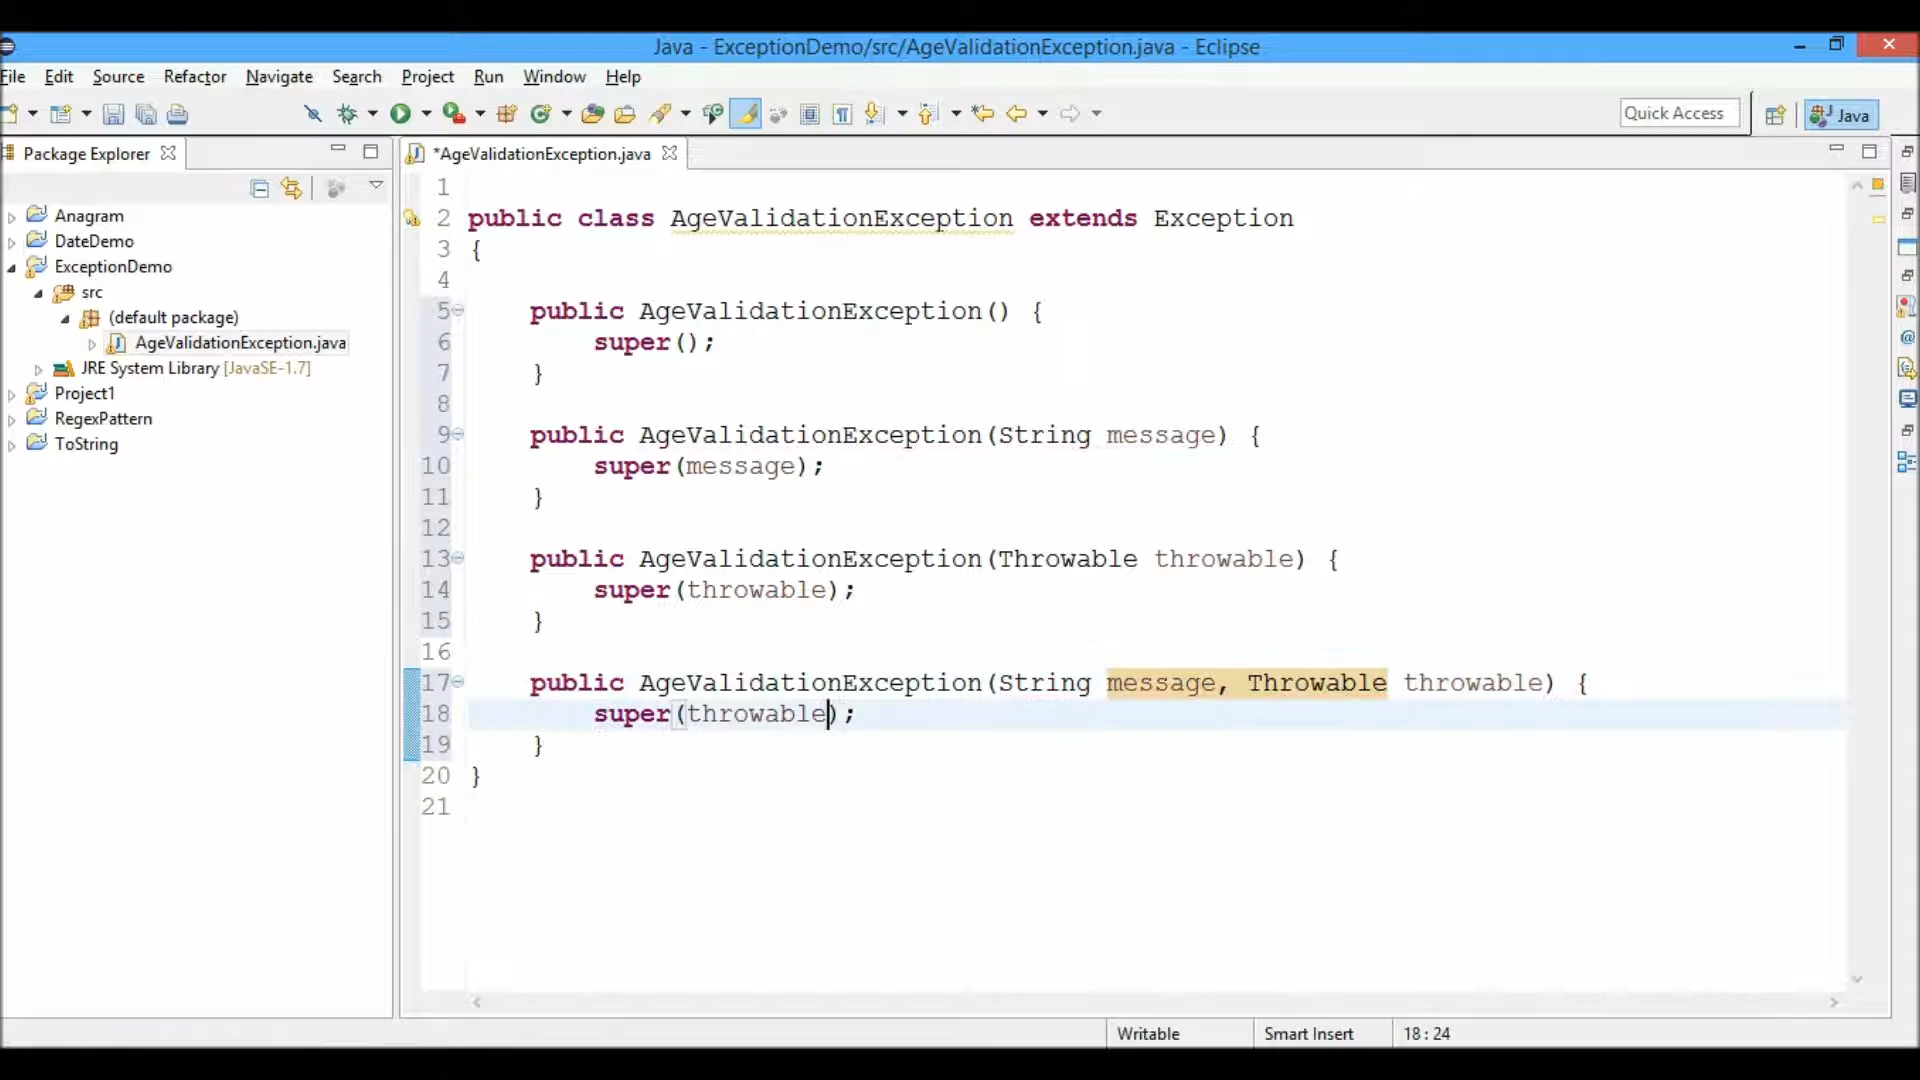 Java - ExceptionDemo/src/AgeValidationException.java - Eclipse
File Edit Source Refactor Navigate Search Project Run Window Help
Quick Access
Java
Package Explorer
*AgeValidationException.java
Anagram
DateDemo
ExceptionDemo
src
(default package)
AgeValidationException.java
JRE System Library [JavaSE-1.7]
Project1
RegexPattern
ToString
1
2 public class AgeValidationException extends Exception
3 {
4
5 public AgeValidationException() {
6 super();
7 }
8
9 public AgeValidationException(String message) {
10 super(message);
11 }
12
13 public AgeValidationException(Throwable throwable) {
14 super(throwable);
15 }
16
17 public AgeValidationException(String message, Throwable throwable) {
18 super(throwable);
19 }
20 }
21
Writable
Smart Insert
18 : 24